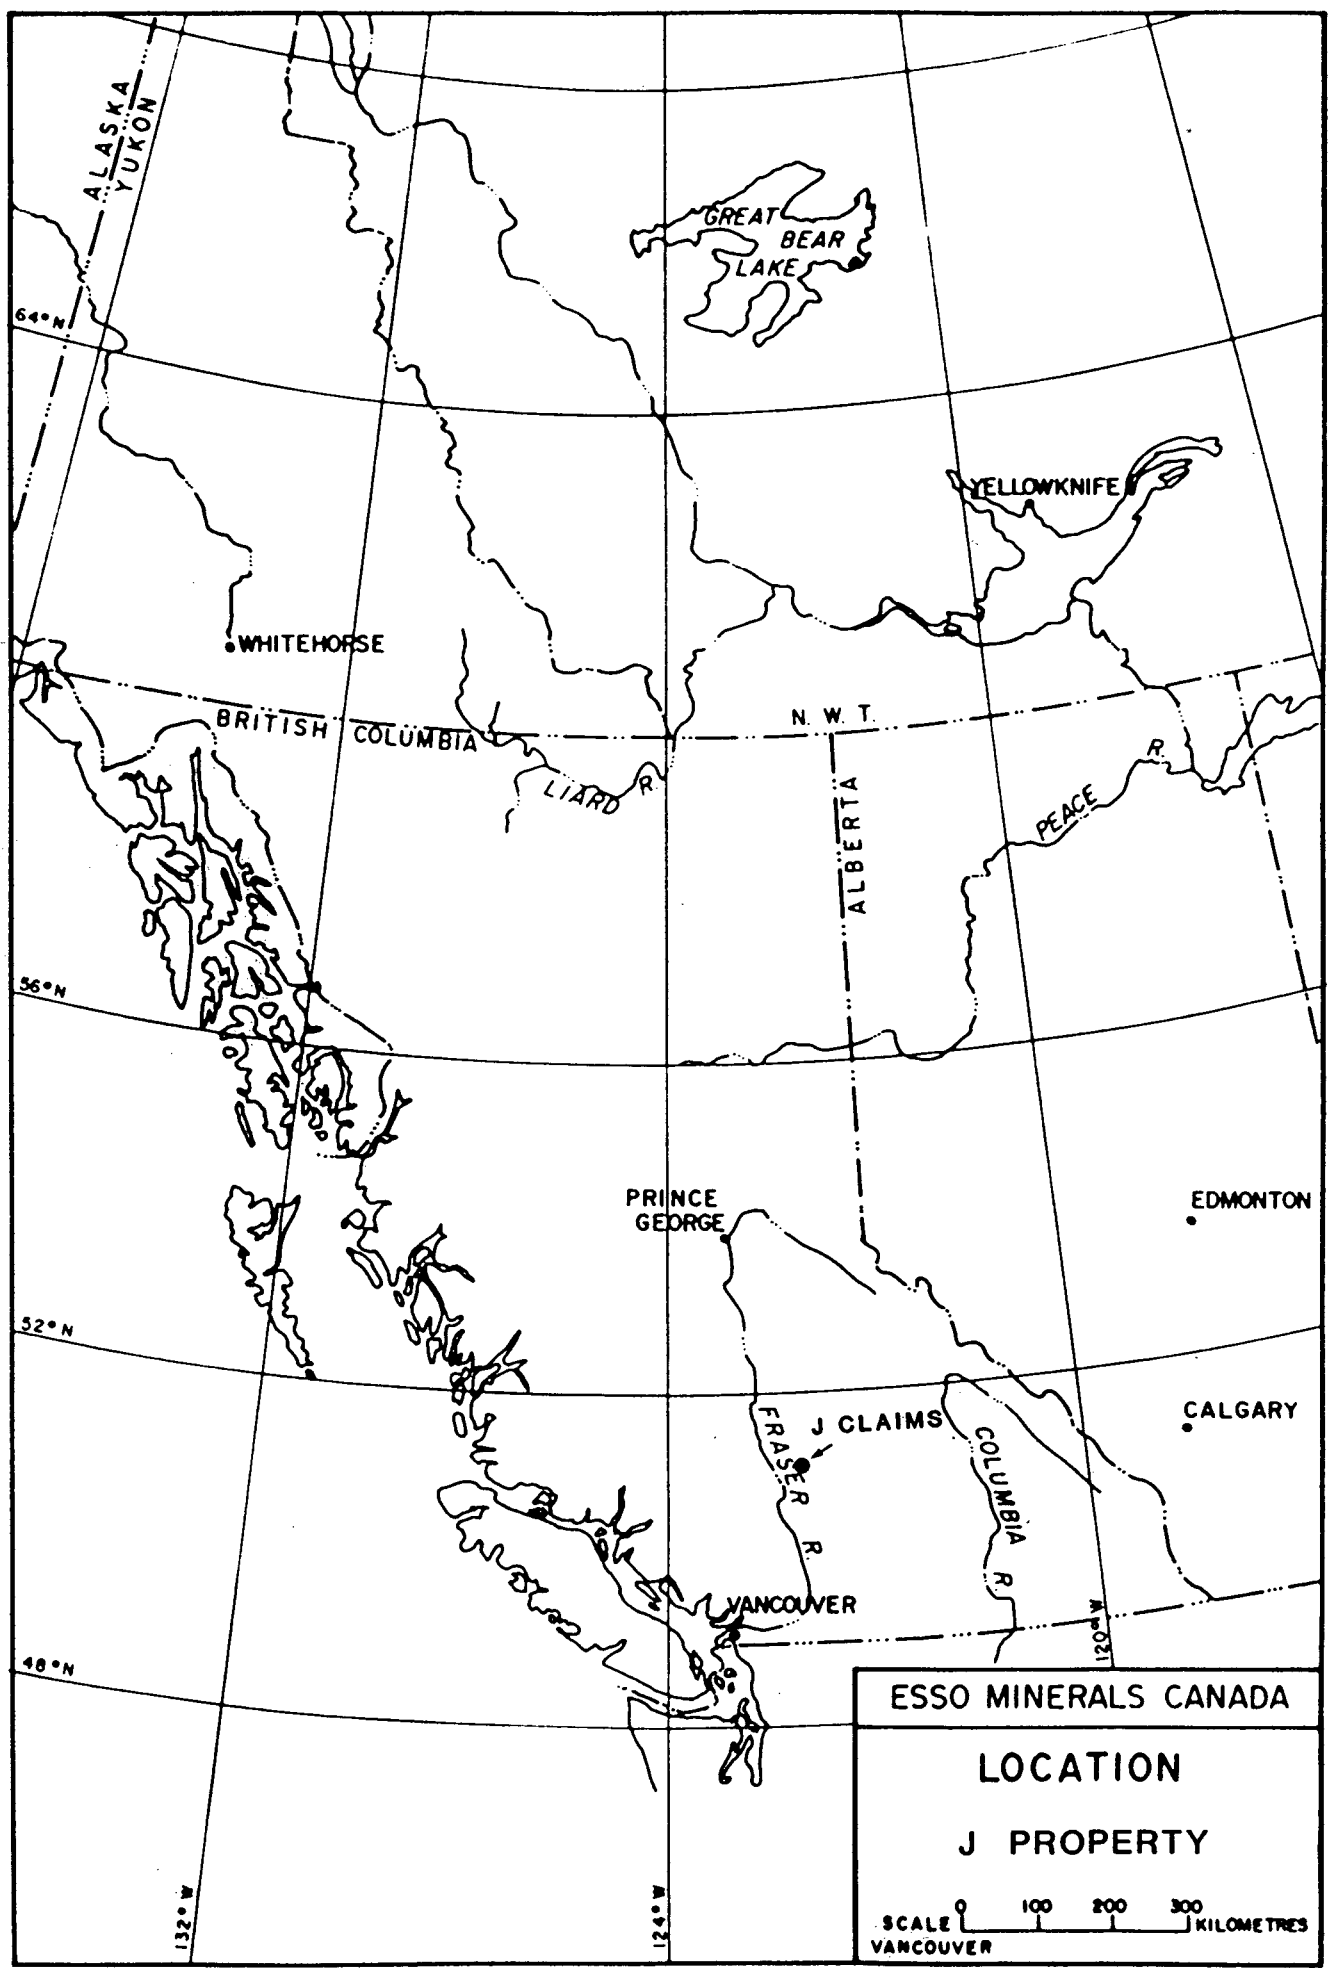 ALASKA
YUKON
GREAT
BEAR
LAKE
64°N
YELLOWKNIFE
WHITEHORSE
BRITISH COLUMBIA
N. W. T.
LIARD R.
ALBERTA
PEACE R.
56°N
PRINCE
GEORGE
EDMONTON
52°N
J CLAIMS
CALGARY
FRASER R.
COLUMBIA R.
VANCOUVER
120°W
48°N
132°W
124°W
ESSO MINERALS CANADA
LOCATION
J PROPERTY
0 100 200 300
SCALE KILOMETRES
VANCOUVER